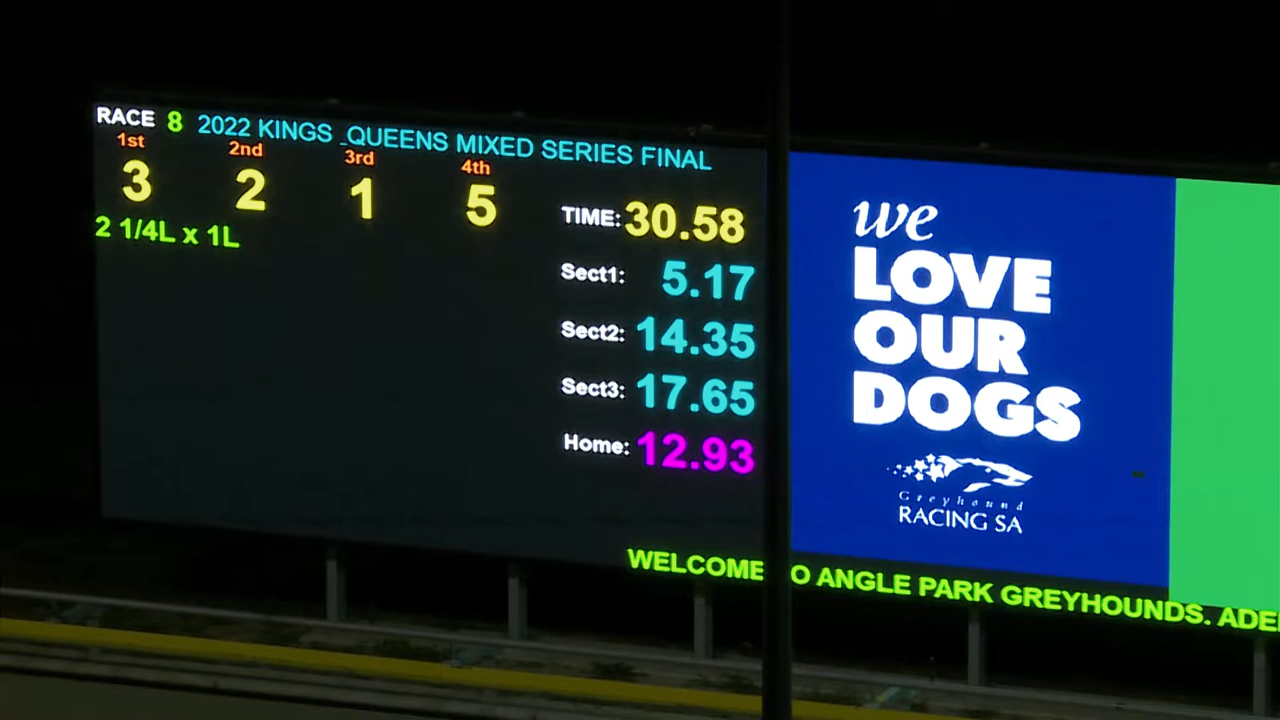 RACE 8 2022 KINGS _QUEENS MIXED SERIES FINAL
1st 2nd 3rd 4th
3 2 1 5
2 1/4L x 1L
TIME: 30.58
Sect1: 5.17
Sect2: 14.35
Sect3: 17.65
Home: 12.93
we
LOVE
OUR
DOGS
Greyhound
RACING SA
WELCOME O ANGLE PARK GREYHOUNDS. ADE